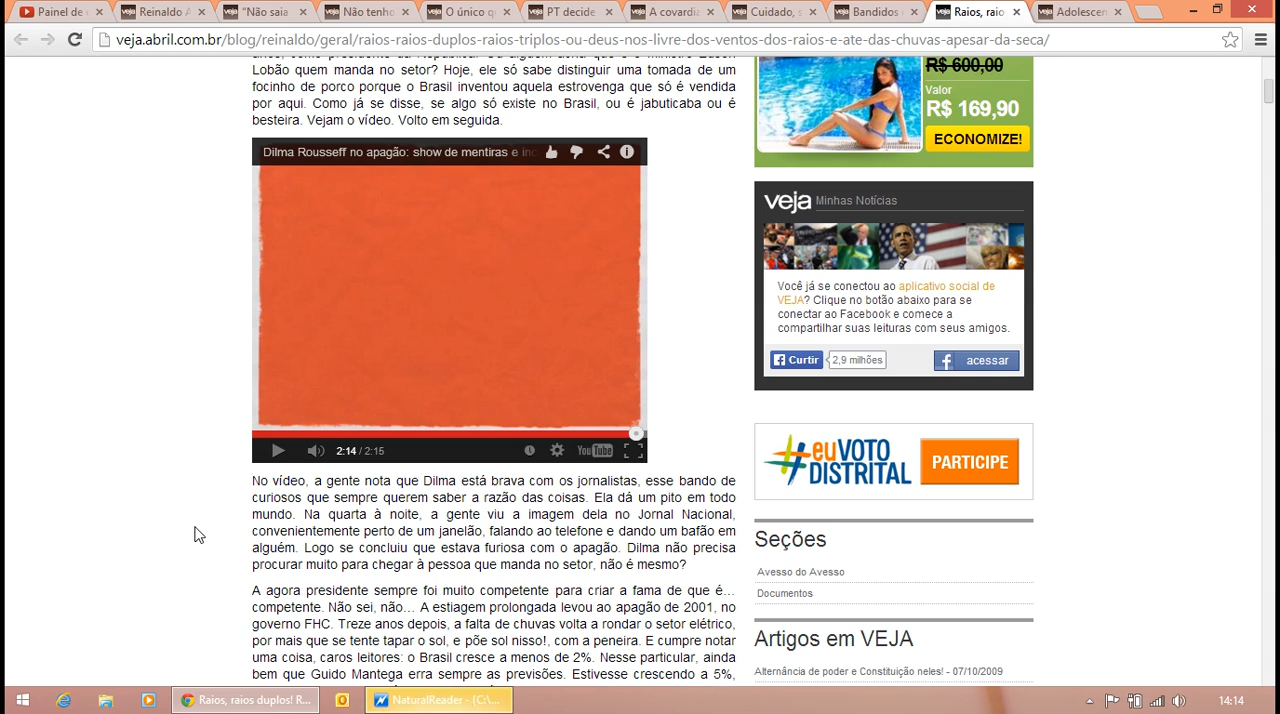 Painel de
Reinaldo A
“Não saia
Não tenho
O único q
PT decide
A covardia
Cuidado, s
Bandidos e
Raios, raio
Adolescen
veja.abril.com.br/blog/reinaldo/geral/raios-raios-duplos-raios-triplos-ou-deus-nos-livre-dos-ventos-dos-raios-e-ate-das-chuvas-apesar-da-seca/
Lobão quem manda no setor? Hoje, ele só sabe distinguir uma tomada de
focinho de porco porque o Brasil inventou aquela estrovenga que só é vendida
por aqui. Como já se disse, se algo só existe no Brasil, ou é jabuticaba ou é
besteira. Vejam o vídeo. Volto em seguida.
Dilma Rousseff no apagão: show de mentiras e
2:14 / 2:15
YouTube
No vídeo, a gente nota que Dilma está brava com os jornalistas, esse bando de
curiosos que sempre querem saber a razão das coisas. Ela dá um pito em todo
mundo. Na quarta à noite, a gente viu a imagem dela no Jornal Nacional,
convenientemente perto de um janelão, falando ao telefone e dando um bafão em
alguém. Logo se concluiu que estava furiosa com o apagão. Dilma não precisa
procurar muito para chegar à pessoa que manda no setor, não é mesmo?
A agora presidente sempre foi muito competente para criar a fama de que é…
competente. Não sei, não… A estiagem prolongada levou ao apagão de 2001, no
governo FHC. Treze anos depois, a falta de chuvas volta a rondar o setor elétrico,
por mais que se tente tapar o sol, e põe sol nisso!, com a peneira. E cumpre notar
uma coisa, caros leitores: o Brasil cresce a menos de 2%. Nesse particular, ainda
bem que Guido Mantega erra sempre as previsões. Estivesse crescendo a 5%,
R$ 600,00
Valor
R$ 169,90
ECONOMIZE!
veja Minhas Notícias
Você já se conectou ao aplicativo social de
VEJA? Clique no botão abaixo para se
conectar ao Facebook e comece a
compartilhar suas leituras com seus amigos.
Curtir 2,9 milhões acessar
#euVOTO
DISTRITAL
PARTICIPE
Seções
Avesso do Avesso
Documentos
Artigos em VEJA
Alternância de poder e Constituição neles! - 07/10/2009
Raios, raios duplos! R...
NaturalReader - (C:\...
14:14